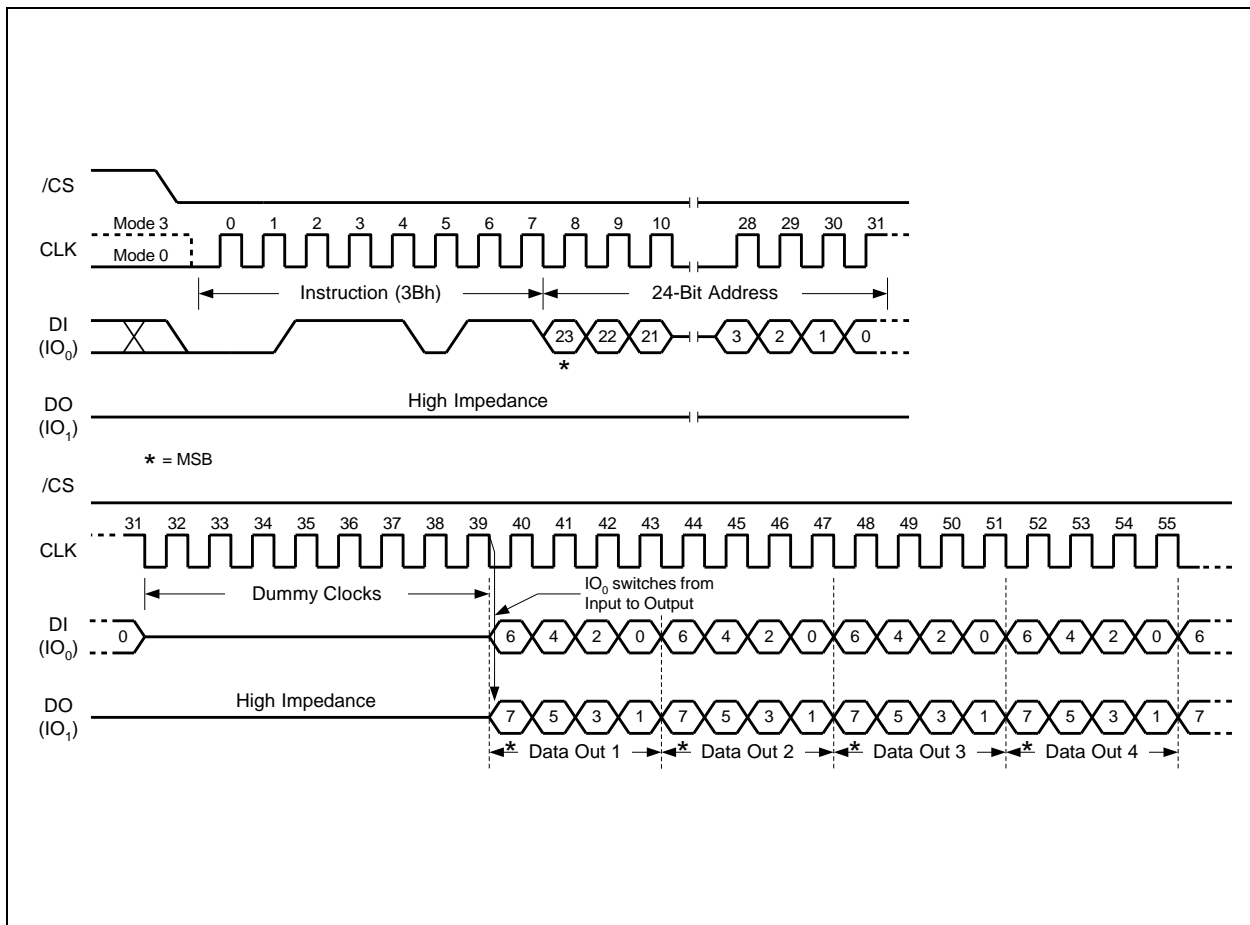 /CS
Mode 3 0 1 2 3 4 5 6 7 8 9 10 28 29 30 31
CLK
Mode 0
Instruction (3Bh) 24-Bit Address
DI
(IO0) 23 22 21 3 2 1 0
*
DO High Impedance
(IO1)
* = MSB
/CS
31 32 33 34 35 36 37 38 39 40 41 42 43 44 45 46 47 48 49 50 51 52 53 54 55
CLK
Dummy Clocks
IO0 switches from
Input to Output
DI
(IO0) 0 6 4 2 0 6 4 2 0 6 4 2 0 6 4 2 0 6
DO High Impedance
(IO1) 7 5 3 1 7 5 3 1 7 5 3 1 7 5 3 1 7
* Data Out 1 * Data Out 2 * Data Out 3 * Data Out 4